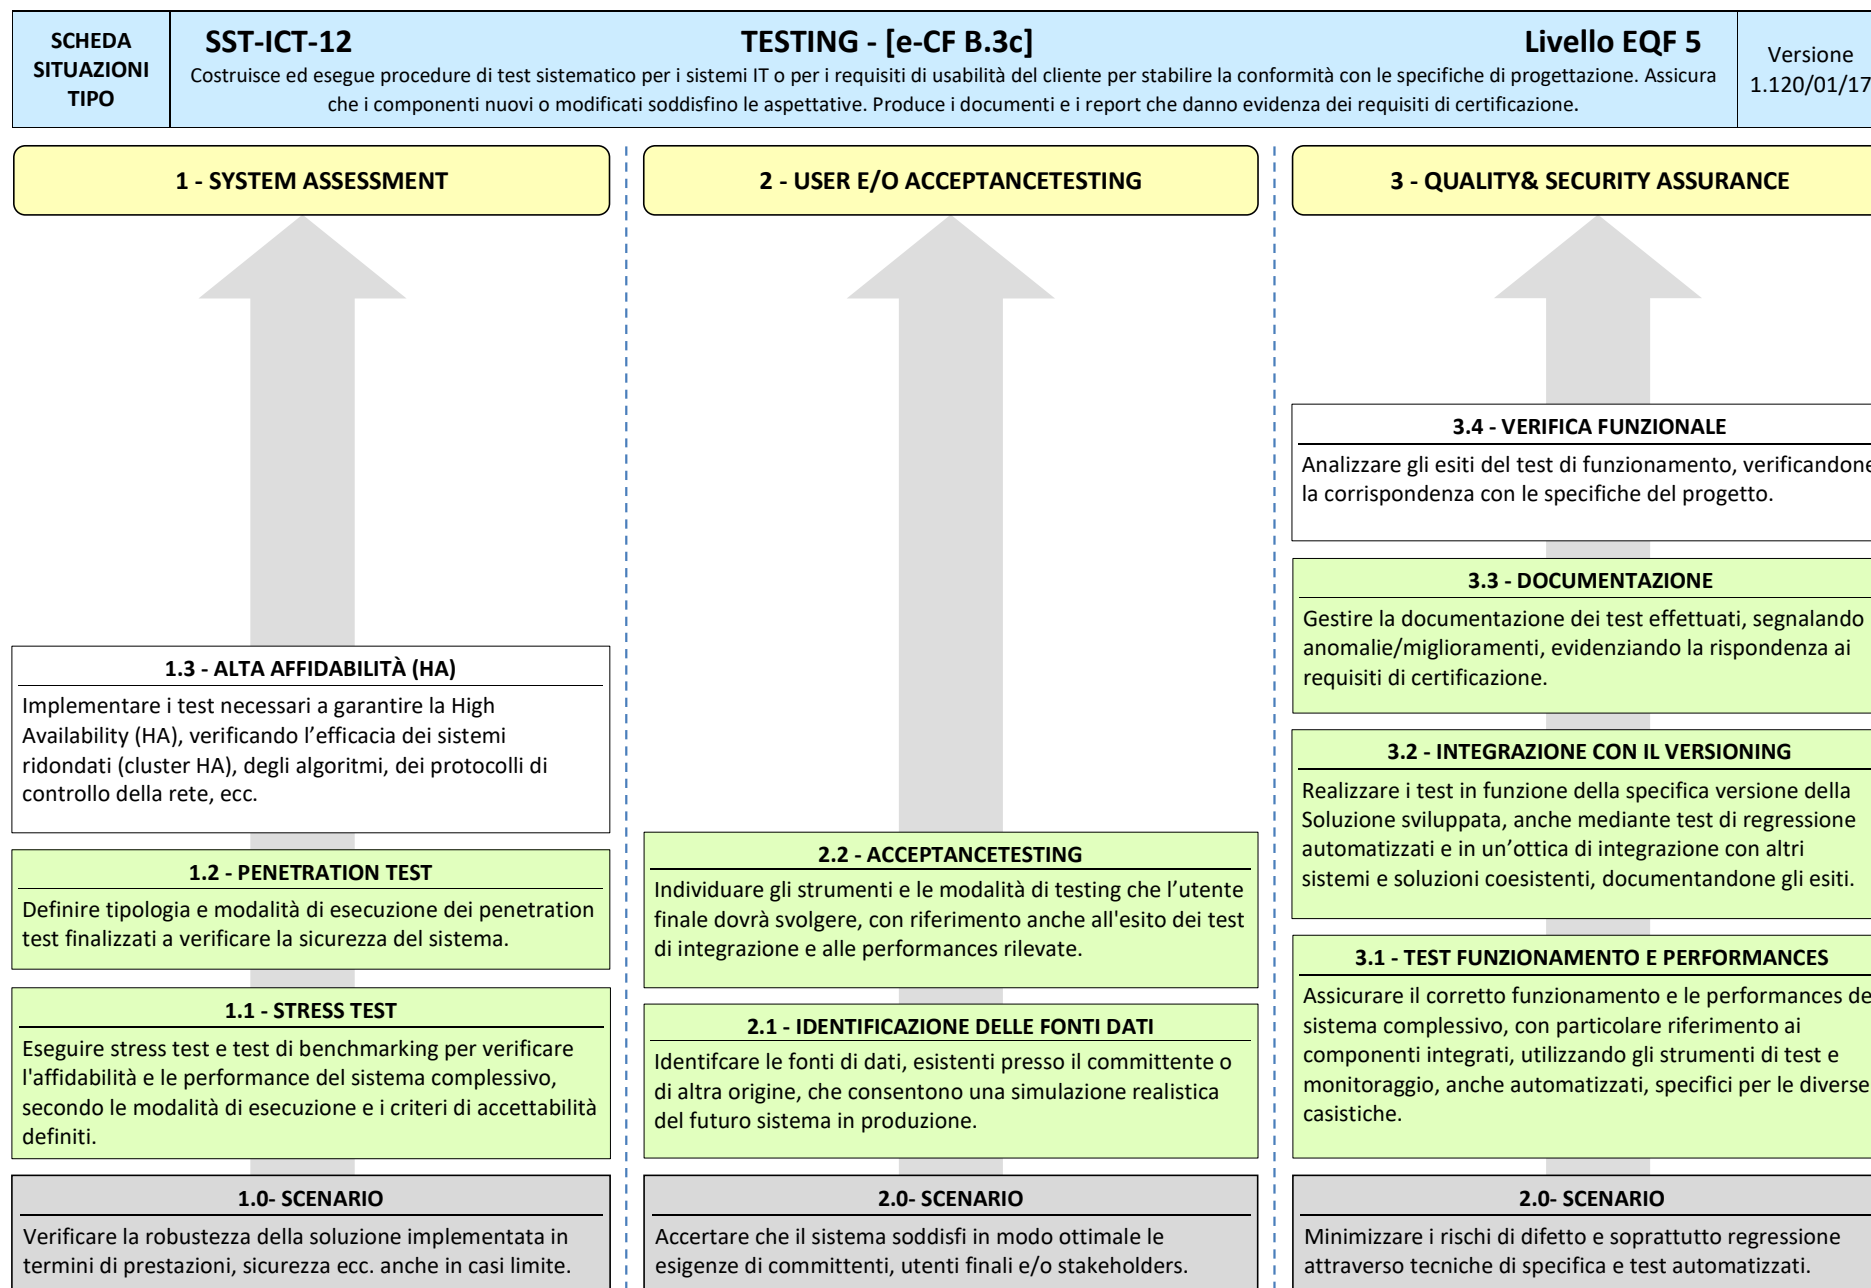 SCHEDA
SITUAZIONI
TIPO
SST-ICT-12 TESTING - [e-CF B.3c] Livello EQF 5
Costruisce ed esegue procedure di test sistematico per i sistemi IT o per i requisiti di usabilità del cliente per stabilire la conformità con le specifiche di progettazione. Assicura
che i componenti nuovi o modificati soddisfino le aspettative. Produce i documenti e i report che danno evidenza dei requisiti di certificazione.
Versione
1.120/01/17
1 - SYSTEM ASSESSMENT
1.3 - ALTA AFFIDABILITÀ (HA)
Implementare i test necessari a garantire la High
Availability (HA), verificando l’efficacia dei sistemi
ridondati (cluster HA), degli algoritmi, dei protocolli di
controllo della rete, ecc.
1.2 - PENETRATION TEST
Definire tipologia e modalità di esecuzione dei penetration
test finalizzati a verificare la sicurezza del sistema.
1.1 - STRESS TEST
Eseguire stress test e test di benchmarking per verificare
l'affidabilità e le performance del sistema complessivo,
secondo le modalità di esecuzione e i criteri di accettabilità
definiti.
1.0- SCENARIO
Verificare la robustezza della soluzione implementata in
termini di prestazioni, sicurezza ecc. anche in casi limite.
2 - USER E/O ACCEPTANCETESTING
2.2 - ACCEPTANCETESTING
Individuare gli strumenti e le modalità di testing che l’utente
finale dovrà svolgere, con riferimento anche all'esito dei test
di integrazione e alle performances rilevate.
2.1 - IDENTIFICAZIONE DELLE FONTI DATI
Identifcare le fonti di dati, esistenti presso il committente o
di altra origine, che consentono una simulazione realistica
del futuro sistema in produzione.
2.0- SCENARIO
Accertare che il sistema soddisfi in modo ottimale le
esigenze di committenti, utenti finali e/o stakeholders.
3 - QUALITY& SECURITY ASSURANCE
3.4 - VERIFICA FUNZIONALE
Analizzare gli esiti del test di funzionamento, verificandone
la corrispondenza con le specifiche del progetto.
3.3 - DOCUMENTAZIONE
Gestire la documentazione dei test effettuati, segnalando
anomalie/miglioramenti, evidenziando la rispondenza ai
requisiti di certificazione.
3.2 - INTEGRAZIONE CON IL VERSIONING
Realizzare i test in funzione della specifica versione della
Soluzione sviluppata, anche mediante test di regressione
automatizzati e in un’ottica di integrazione con altri
sistemi e soluzioni coesistenti, documentandone gli esiti.
3.1 - TEST FUNZIONAMENTO E PERFORMANCES
Assicurare il corretto funzionamento e le performances de
sistema complessivo, con particolare riferimento ai
componenti integrati, utilizzando gli strumenti di test e
monitoraggio, anche automatizzati, specifici per le diverse
casistiche.
2.0- SCENARIO
Minimizzare i rischi di difetto e soprattutto regressione
attraverso tecniche di specifica e test automatizzati.